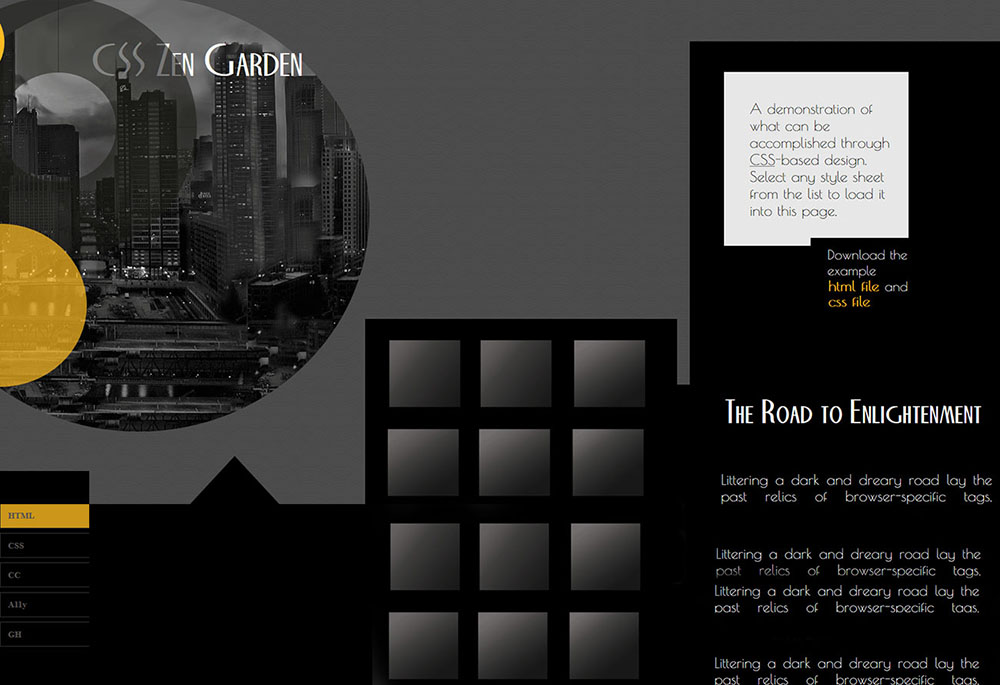 CSS Zen Garden
A demonstration of
what can be
accomplished through
CSS-based design.
Select any style sheet
from the list to load it
into this page.
Download the
example
html file and
css file
The Road to Enlightenment
Littering a dark and dreary road lay the
past relics of browser-specific tags,
Littering a dark and dreary road lay the
past relics of browser-specific tags,
Littering a dark and dreary road lay the
past relics of browser-specific tags,
Littering a dark and dreary road lay the
past relics of browser-specific tags,
HTML
CSS
CC
A11y
GH